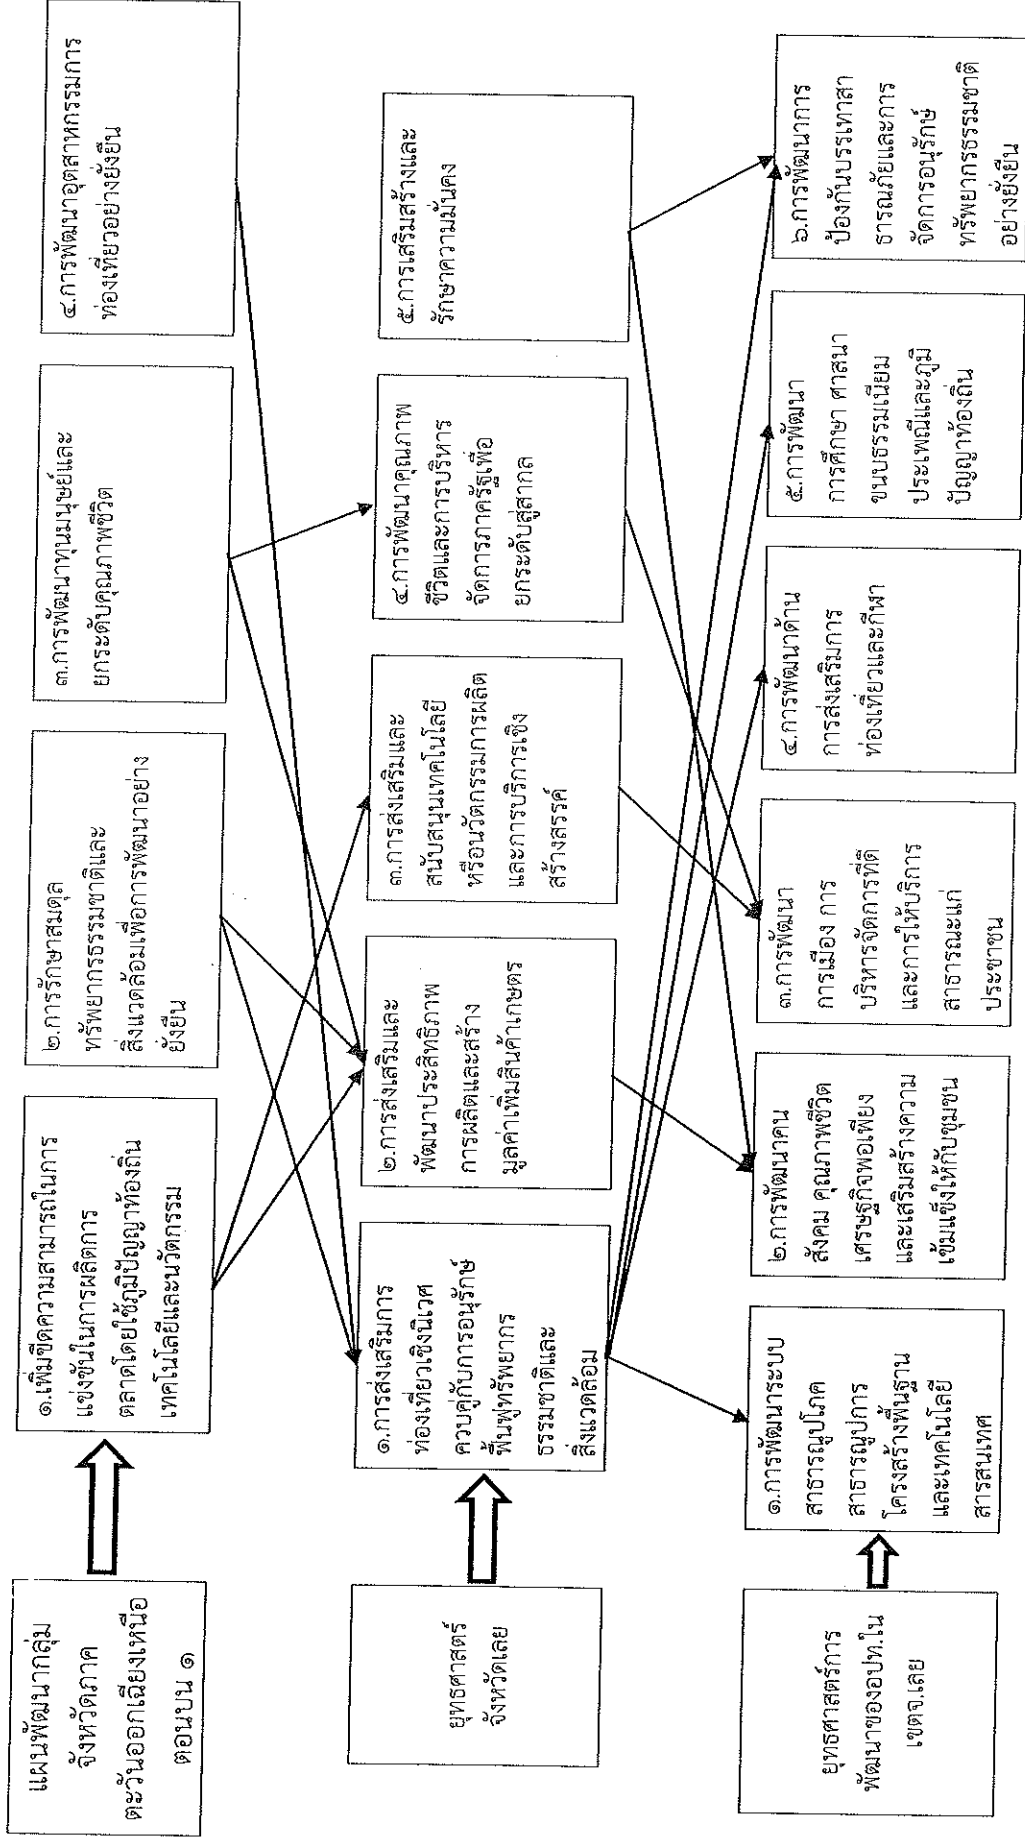 แผนพัฒนากลุ่ม
จังหวัดภาค
ตะวันออกเฉียงเหนือ
ตอนบน ๑
๑.เพิ่มขีดความสามารถในการ
แข่งขันในการผลิตการ
ตลาดโดยใช้ภูมิปัญญาท้องถิ่น
เทคโนโลยีและนวัตกรรม
๒.การรักษาสมดุล
ทรัพยากรธรรมชาติและ
สิ่งแวดล้อมเพื่อการพัฒนาอย่าง
ยั่งยืน
๓.การพัฒนาทุนมนุษย์และ
ยกระดับคุณภาพชีวิต
๔.การพัฒนาอุตสาหกรรมการ
ท่องเที่ยวอย่างยั่งยืน
ยุทธศาสตร์
จังหวัดเลย
๑.การส่งเสริมการ
ท่องเที่ยวเชิงนิเวศ
ควบคู่กับการอนุรักษ์
ฟื้นฟูทรัพยากร
ธรรมชาติและ
สิ่งแวดล้อม
๒.การส่งเสริมและ
พัฒนาประสิทธิภาพ
การผลิตและสร้าง
มูลค่าเพิ่มสินค้าเกษตร
๓.การส่งเสริมและ
สนับสนุนเทคโนโลยี
หรือนวัตกรรมการผลิต
และการบริการเชิง
สร้างสรรค์
๔.การพัฒนาคุณภาพ
ชีวิตและการบริหาร
จัดการภาครัฐเพื่อ
ยกระดับสู่สากล
๕.การเสริมสร้างและ
รักษาความมั่นคง
ยุทธศาสตร์การ
พัฒนาของอปท.ใน
เขตจ.เลย
๑.การพัฒนาระบบ
สาธารณูปโภค
สาธารณูปการ
โครงสร้างพื้นฐาน
และเทคโนโลยี
สารสนเทศ
๒.การพัฒนาคน
สังคม คุณภาพชีวิต
เศรษฐกิจพอเพียง
และเสริมสร้างความ
เข้มแข็งให้กับชุมชน
๓.การพัฒนา
การเมือง การ
บริหารจัดการที่ดี
และการให้บริการ
สาธารณะแก่
ประชาชน
๔.การพัฒนาด้าน
การส่งเสริมการ
ท่องเที่ยวและกีฬา
๕.การพัฒนา
การศึกษา ศาสนา
ขนบธรรมเนียม
ประเพณีและภูมิ
ปัญญาท้องถิ่น
๖.การพัฒนาการ
ป้องกันบรรเทาสา
ธารณภัยและการ
จัดการอนุรักษ์
ทรัพยากรธรรมชาติ
อย่างยั่งยืน